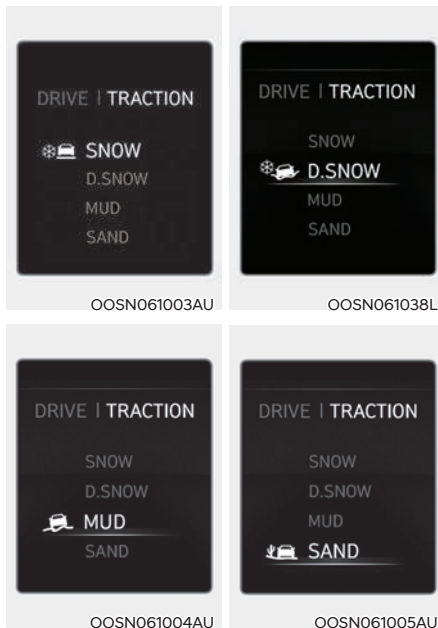 DRIVE | TRACTION
SNOW
D.SNOW
MUD
SAND
OOSN061003AU
DRIVE | TRACTION
SNOW
D.SNOW
MUD
SAND
OOSN061038L
DRIVE | TRACTION
SNOW
D.SNOW
MUD
SAND
OOSN061004AU
DRIVE | TRACTION
SNOW
D.SNOW
MUD
SAND
OOSN061005AU